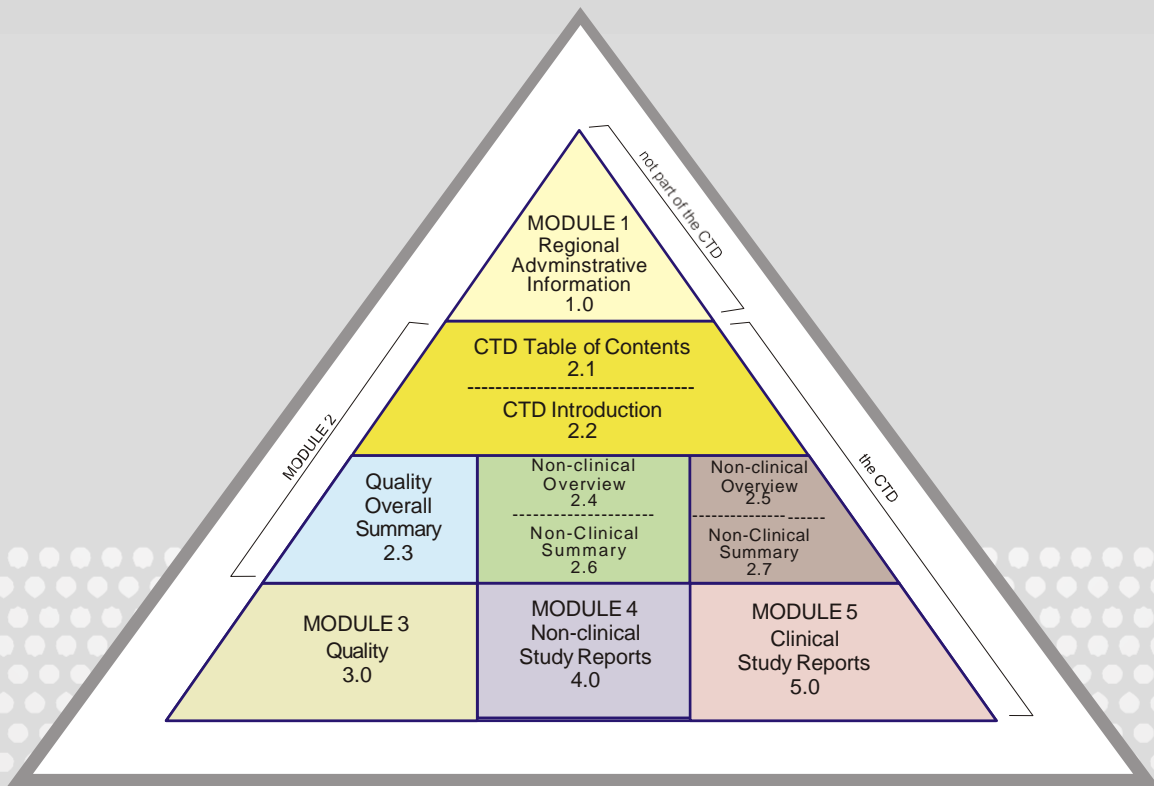 not part of the CTD
MODULE 1
Regional
Advminstrative
Information
1.0
MODULE 2
the CTD
CTD Table of Contents
2.1
---------------------------------
CTD Introduction
2.2
Quality
Overall
Summary
2.3
Non-clinical
Overview
2.4
----------------------
Non-Clinical
Summary
2.6
Non-clinical
Overview
2.5
--------------- ------
Non-Clinical
Summary
2.7
MODULE 3
Quality
3.0
MODULE 4
Non-clinical
Study Reports
4.0
MODULE 5
Clinical
Study Reports
5.0